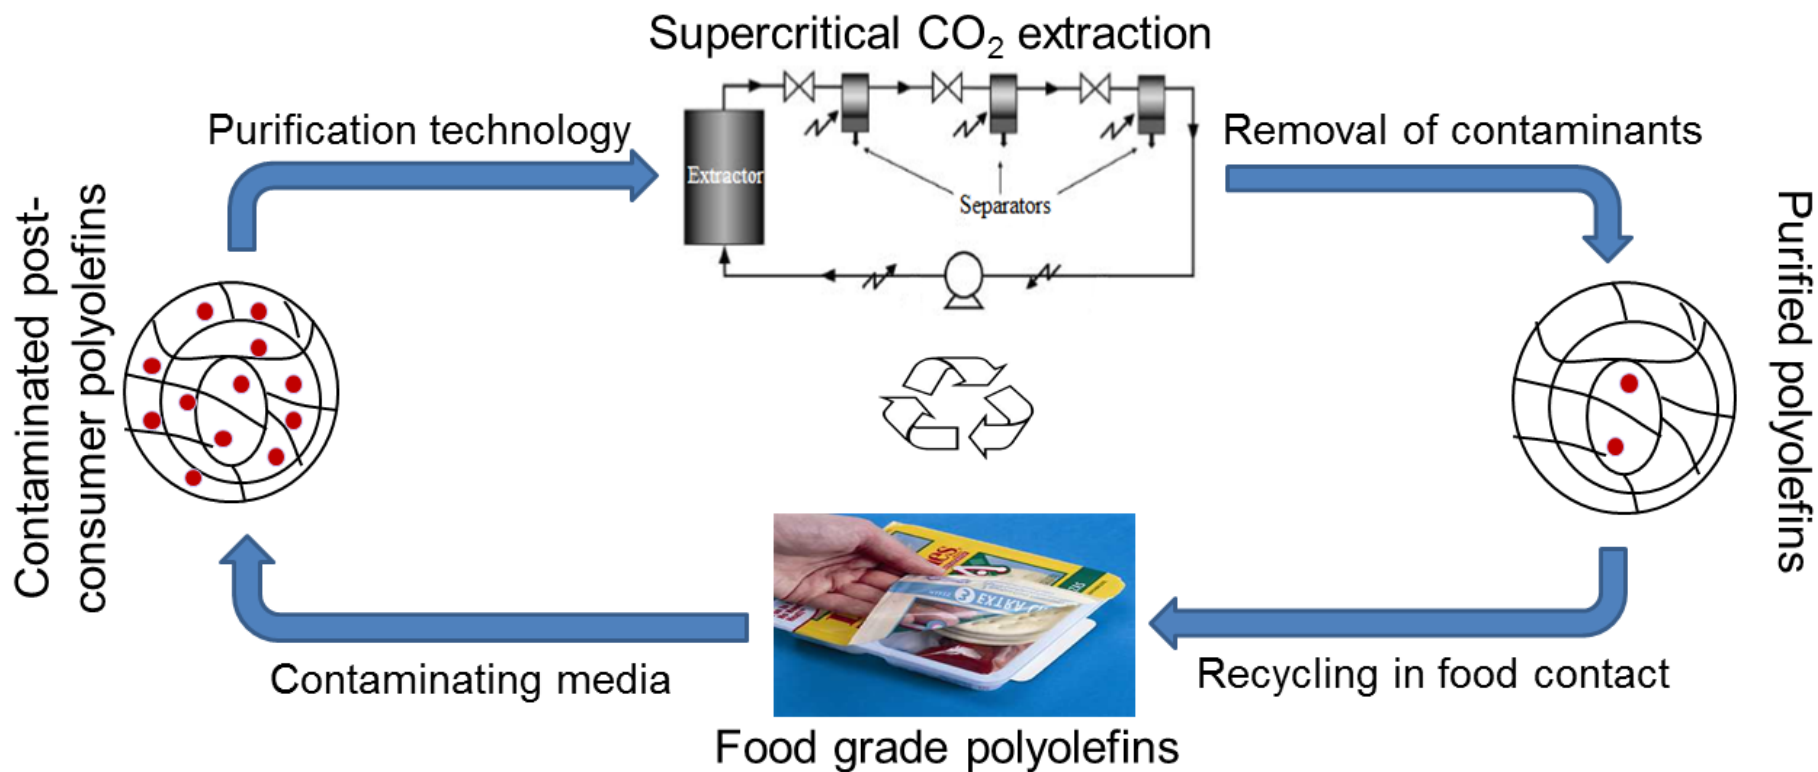 Supercritical CO₂ extraction
Purification technology
Removal of contaminants
Extractor
Separators
Contaminated post-
consumer polyolefins
Purified polyolefins
EXTRA
Contaminating media
Recycling in food contact
Food grade polyolefins